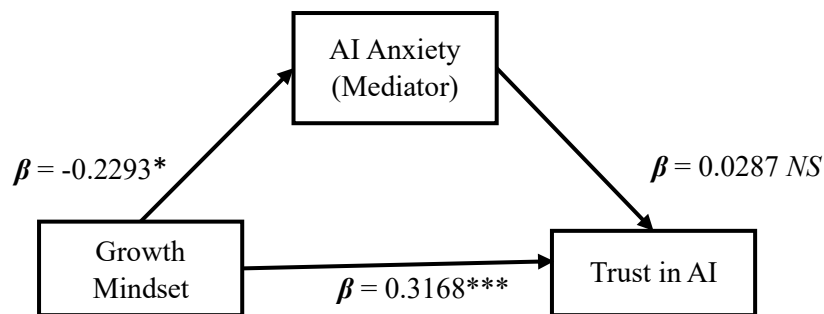 AI Anxiety
(Mediator)
β = -0.2293*
β = 0.0287 NS
Growth
Mindset
Trust in AI
β = 0.3168***